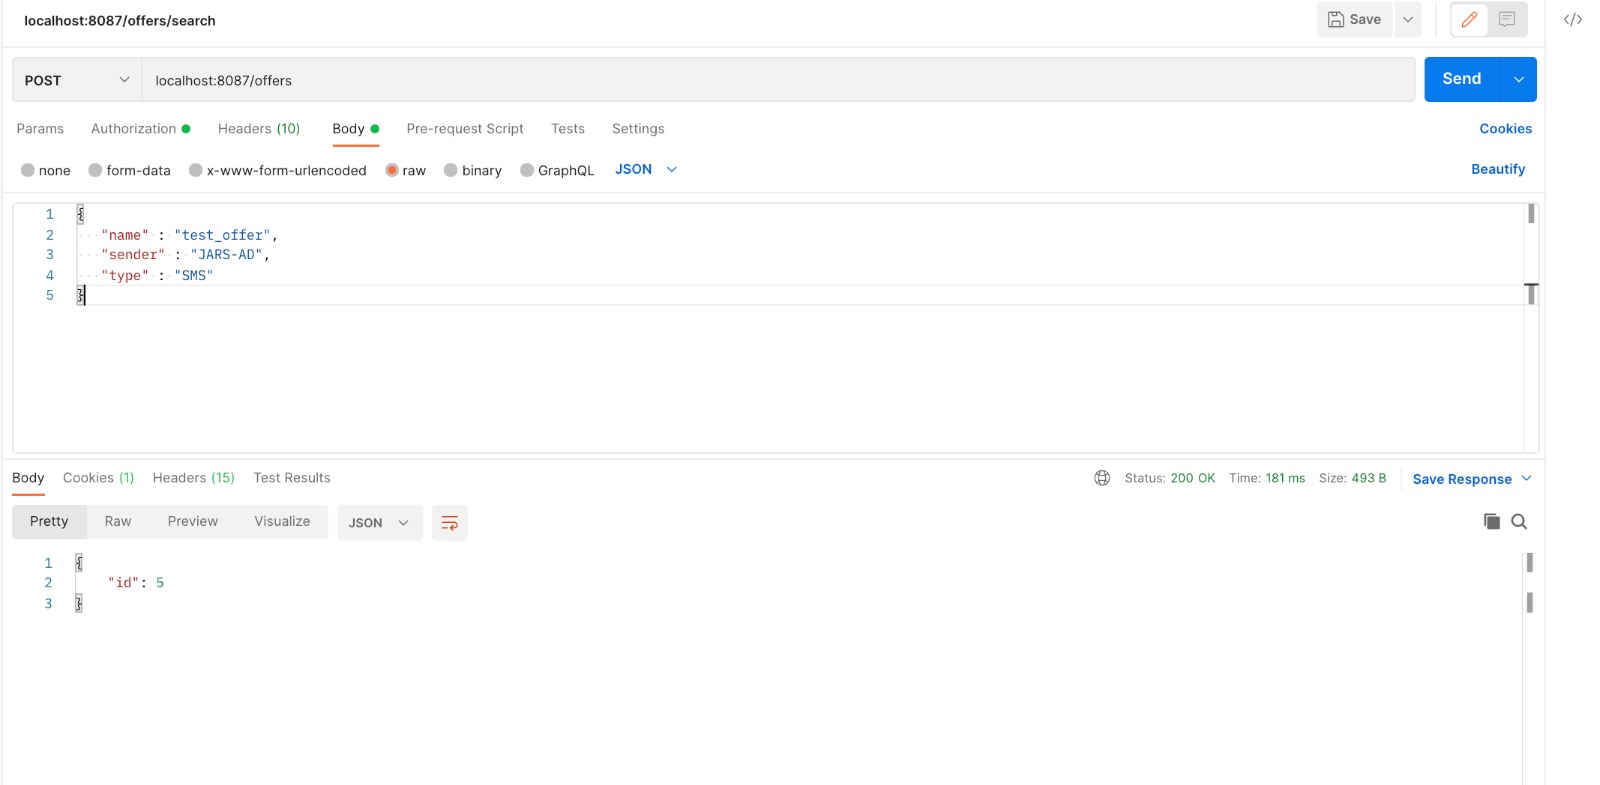 localhost:8087/offers/search
Save
</>
POST localhost:8087/offers Send
Params Authorization Headers (10) Body Pre-request Script Tests Settings Cookies
none form-data x-www-form-urlencoded raw binary GraphQL JSON Beautify
1 {
2 "name" : "test_offer",
3 "sender" : "JARS-AD",
4 "type" : "SMS"
5 }
Body Cookies (1) Headers (15) Test Results Status: 200 OK Time: 181 ms Size: 493 B Save Response
Pretty Raw Preview Visualize JSON
1 {
2 "id": 5
3 }